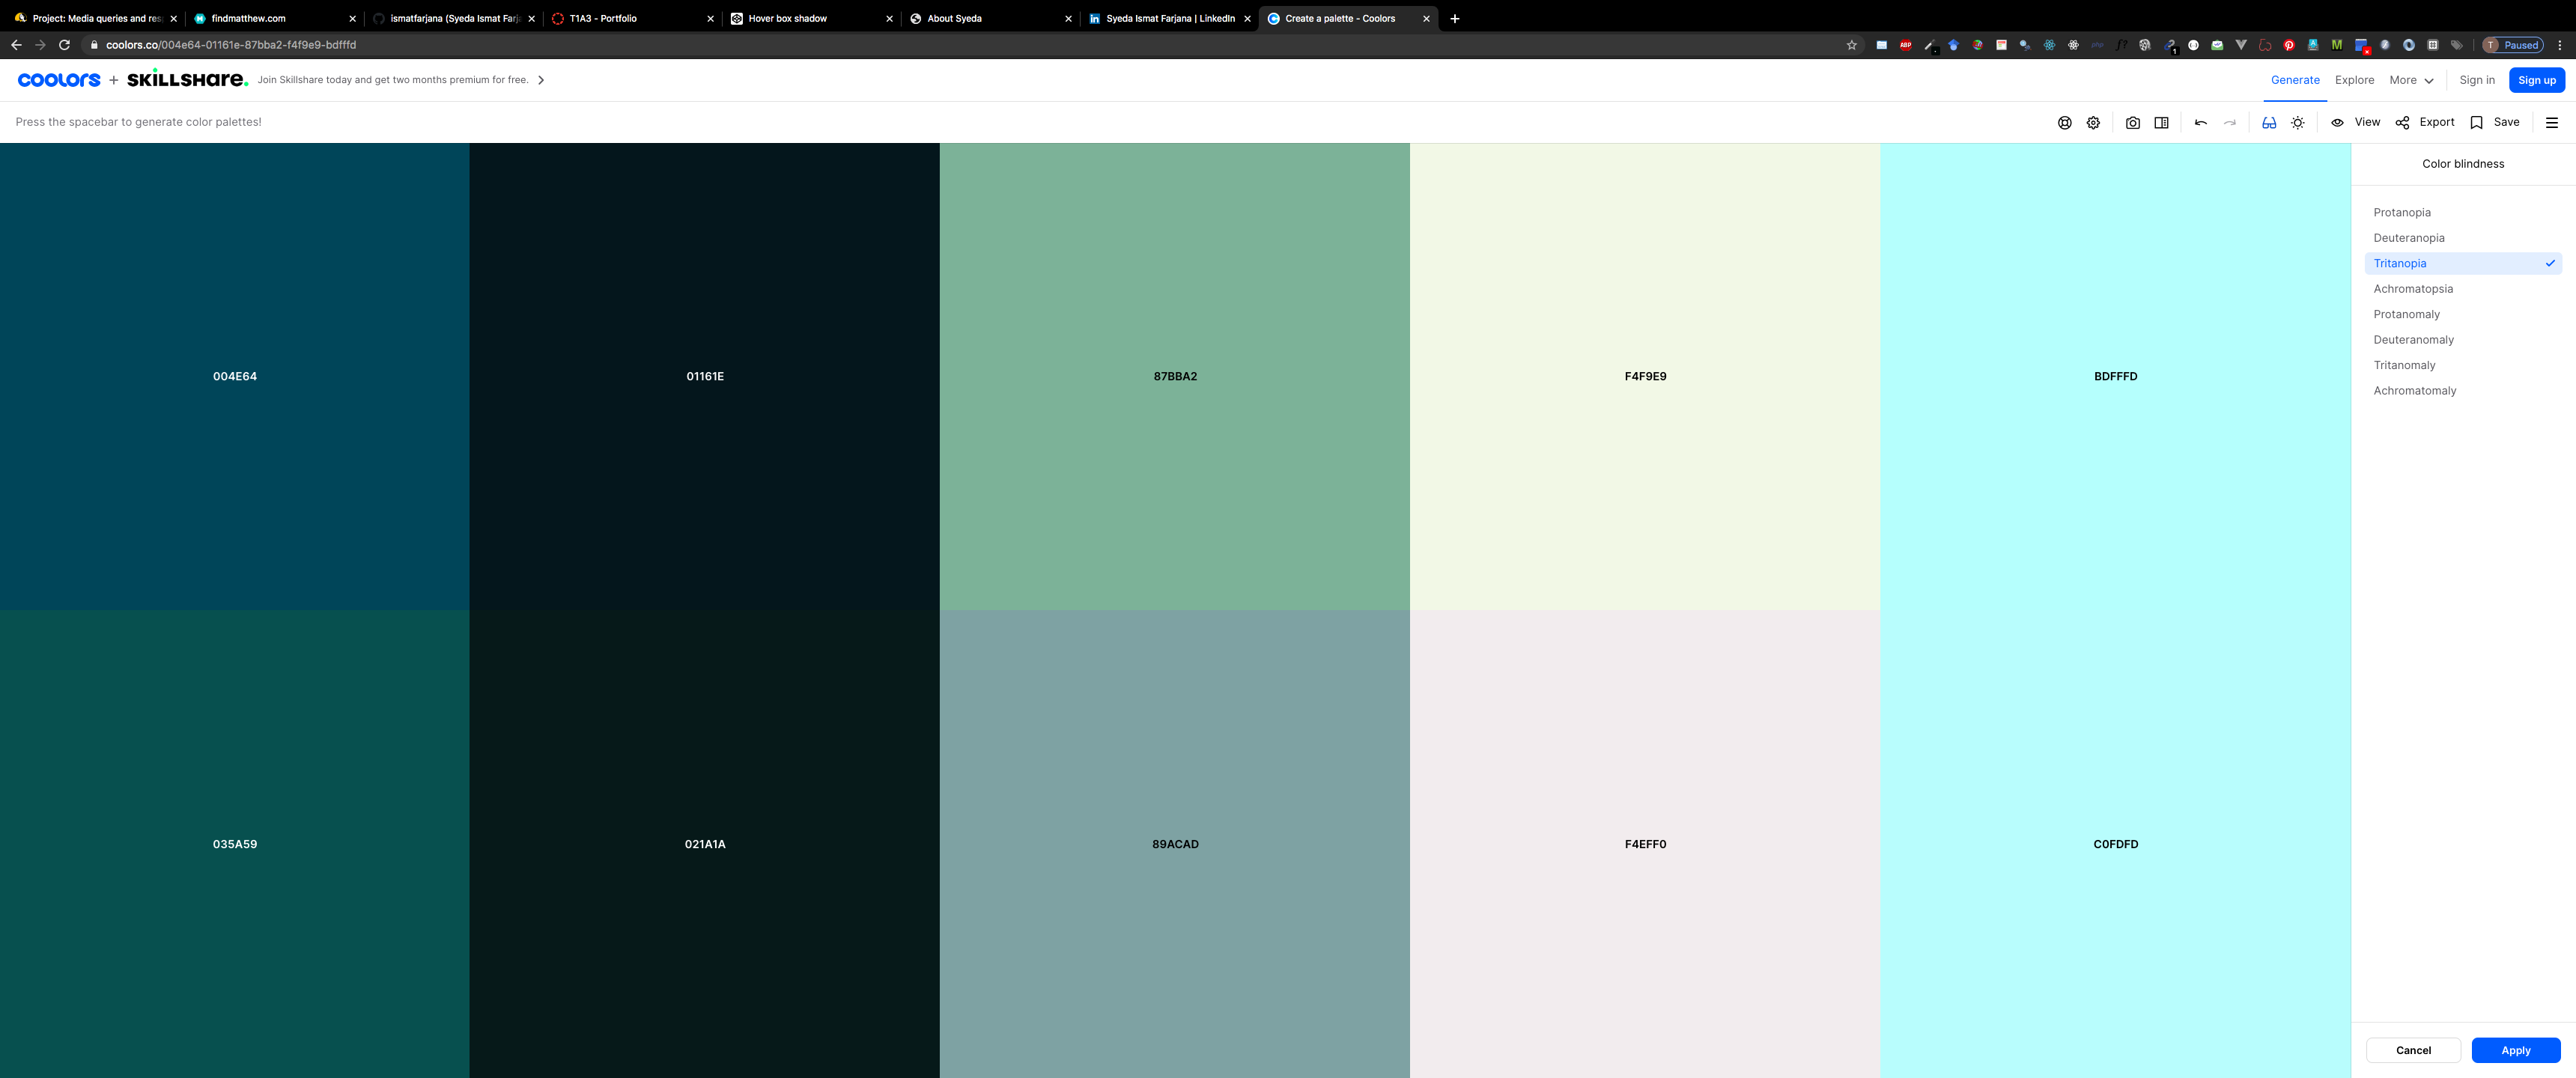 Project: Media queries and res
findmatthew.com
ismatfarjana (Syeda Ismat Farja
T1A3 - Portfolio
Hover box shadow
About Syeda
Syeda Ismat Farjana | LinkedIn
Create a palette - Coolors
coolors.co/004e64-01161e-87bba2-f4f9e9-bdfffd
ABP
1
f?
M
T Paused
coolors + SKILLSHARE.
Join Skillshare today and get two months premium for free.
Generate
Explore
More
Sign in
Sign up
Press the spacebar to generate color palettes!
View
Export
Save
Color blindness
Protanopia
Deuteranopia
Tritanopia
Achromatopsia
Protanomaly
Deuteranomaly
Tritanomaly
Achromatomaly
004E64
01161E
87BBA2
F4F9E9
BDFFFD
035A59
021A1A
89ACAD
F4EFF0
C0FDFD
Cancel
Apply